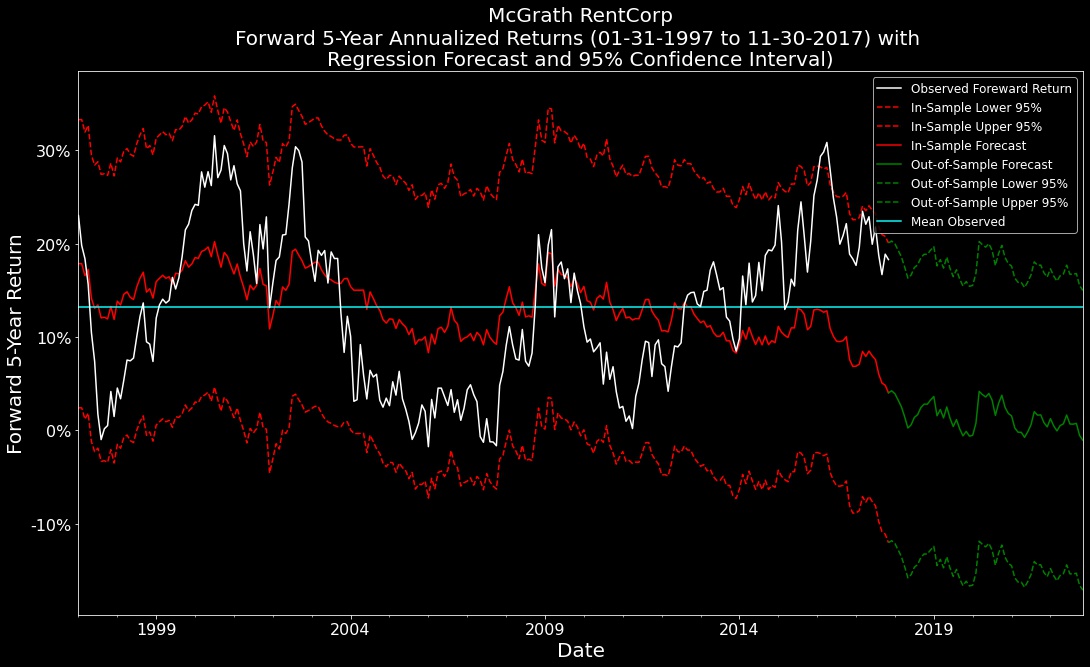 McGrath RentCorp
Forward 5-Year Annualized Returns (01-31-1997 to 11-30-2017) with
Regression Forecast and 95% Confidence Interval)
Observed Foreward Return
In-Sample Lower 95%
In-Sample Upper 95%
In-Sample Forecast
Out-of-Sample Forecast
Out-of-Sample Lower 95%
Out-of-Sample Upper 95%
Mean Observed
Forward 5-Year Return
30%
20%
10%
0%
-10%
1999
2004
2009
2014
2019
Date